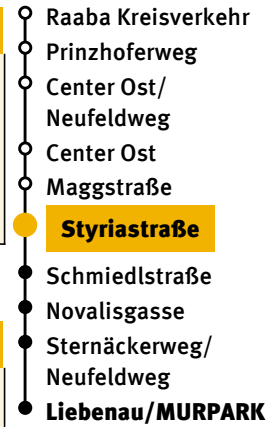 Raaba Kreisverkehr
Prinzhoferweg
Center Ost/
Neufeldweg
Center Ost
Maggstraße
Styriastraße
Schmiedlstraße
Novalisgasse
Sternäckerweg/
Neufeldweg
Liebenau/MURPARK